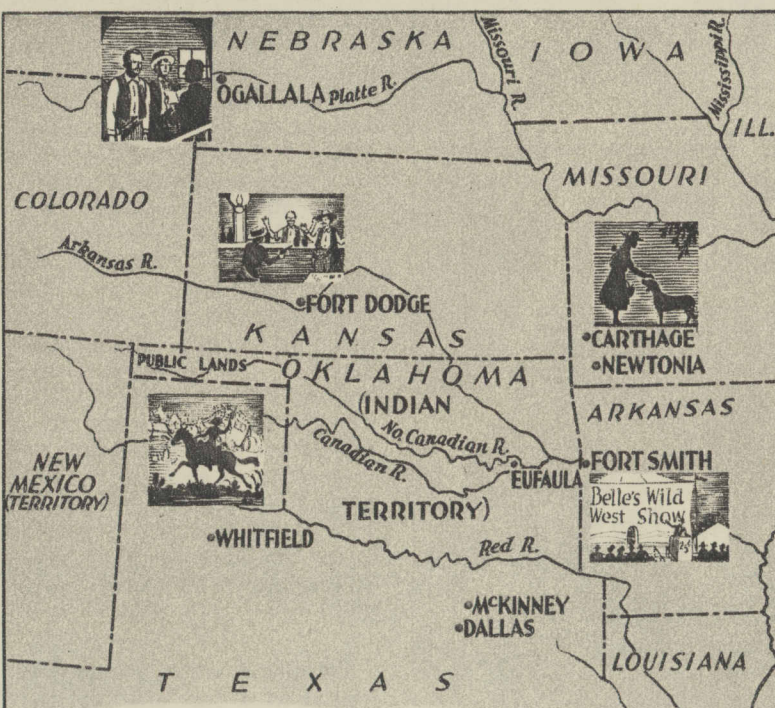 NEBRASKA
IOWA
Missouri R.
Mississippi R.
OGALLALA
Platte R.
ILL.
MISSOURI
COLORADO
Arkansas R.
FORT DODGE
KANSAS
CARTHAGE
NEWTONIA
PUBLIC LANDS
OKLAHOMA
(INDIAN
TERRITORY)
ARKANSAS
No. Canadian R.
Canadian R.
EUFAULA
FORT SMITH
NEW
MEXICO
(TERRITORY)
Belle's Wild
West Show
WHITFIELD
Red R.
McKINNEY
DALLAS
LOUISIANA
TEXAS